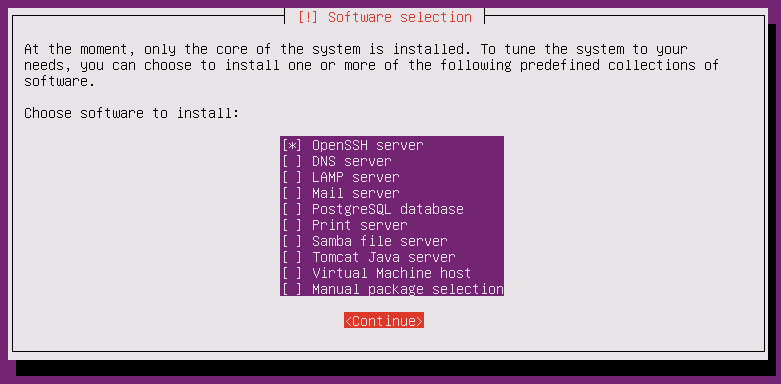 [!] Software selection
At the moment, only the core of the system is installed. To tune the system to your
needs, you can choose to install one or more of the following predefined collections of
software.
Choose software to install:
[*] OpenSSH server
[ ] DNS server
[ ] LAMP server
[ ] Mail server
[ ] PostgreSQL database
[ ] Print server
[ ] Samba file server
[ ] Tomcat Java server
[ ] Virtual Machine host
[ ] Manual package selection
<Continue>